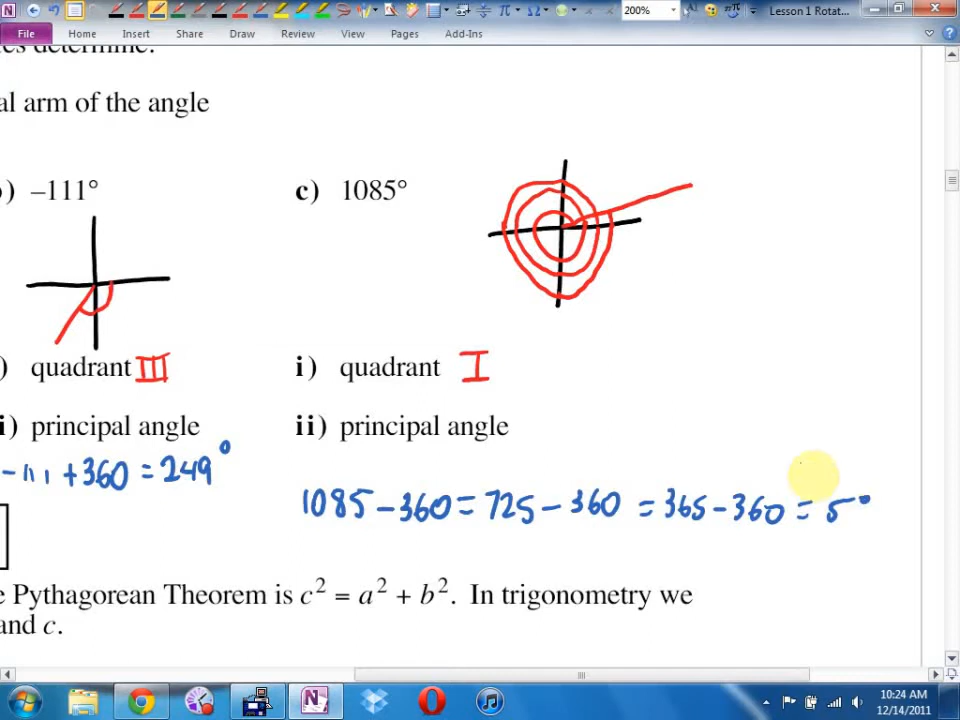 200%
Lesson 1 Rotat...
File Home Insert Share Draw Review View Pages Add-Ins
determine:
al arm of the angle
) –111°
c) 1085°
) quadrant III
i) quadrant I
i) principal angle
ii) principal angle
-111 +360 = 249°
1085 - 360 = 725 - 360 = 365 - 360 = 5°
e Pythagorean Theorem is c² = a² + b². In trigonometry we
and c.
10:24 AM
12/14/2011